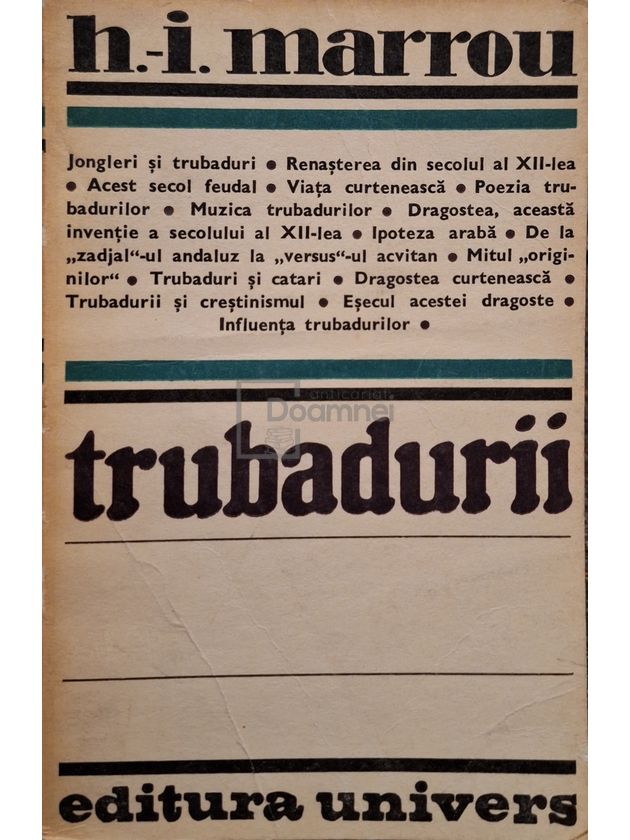 h.-i. marrou
Jongleri și trubaduri ● Renașterea din secolul al XII-lea
● Acest secol feudal ● Viața curtenească ● Poezia tru-
badurilor ● Muzica trubadurilor ● Dragostea, această
invenție a secolului al XII-lea ● Ipoteza arabă ● De la
„zadjal“-ul andaluz la „versus“-ul acvitan ● Mitul „origi-
nilor“ ● Trubaduri și catari ● Dragostea curtenească ●
Trubadurii și creștinismul ● Eșecul acestei dragoste ●
Influența trubadurilor ●
anticariat
Doamnei
trubadurii
editura univers